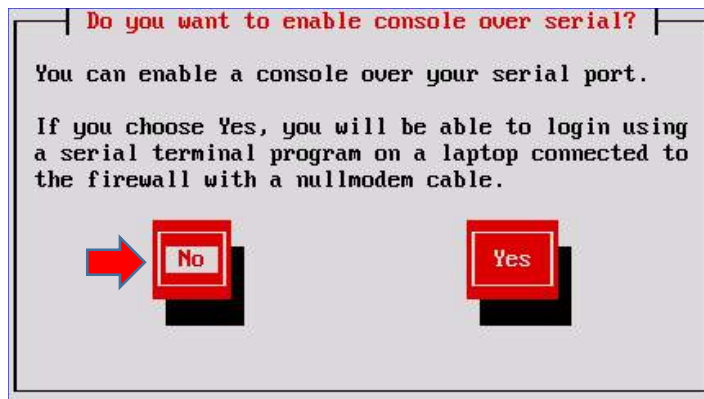 Do you want to enable console over serial?
You can enable a console over your serial port.
If you choose Yes, you will be able to login using
a serial terminal program on a laptop connected to
the firewall with a nullmodem cable.
No Yes